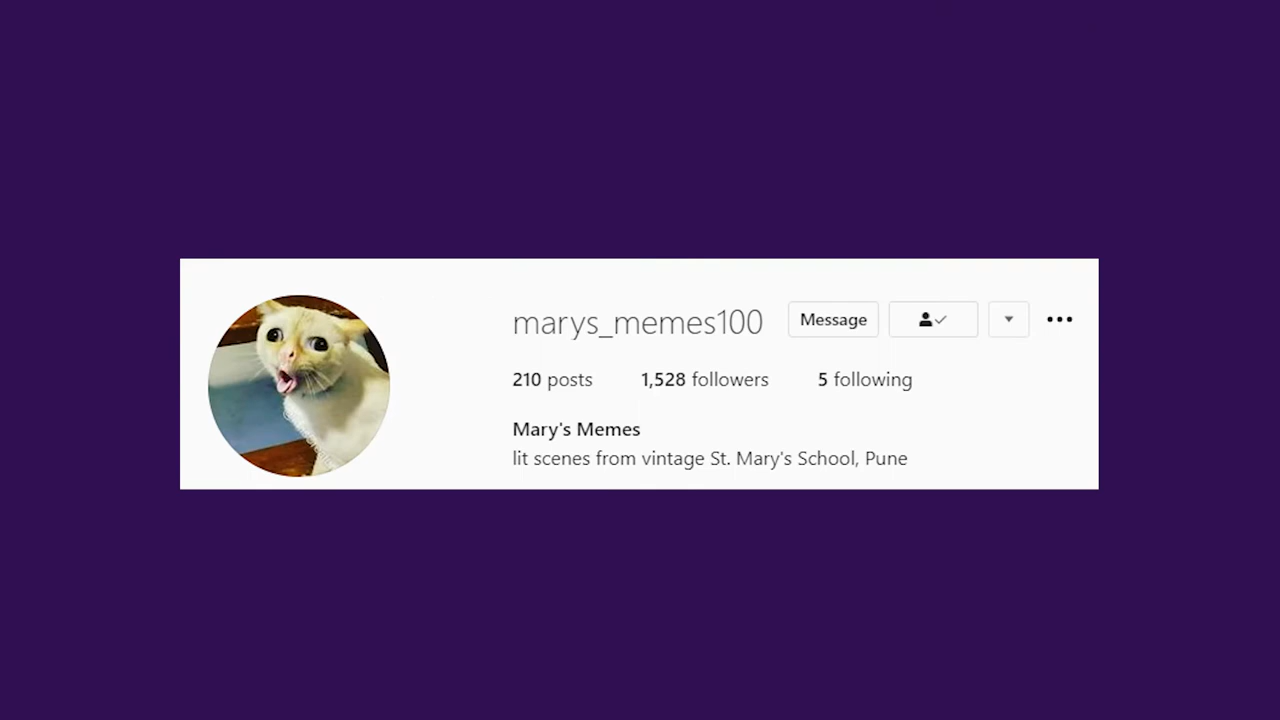 marys_memes100 Message
210 posts 1,528 followers 5 following
Mary's Memes
lit scenes from vintage St. Mary's School, Pune